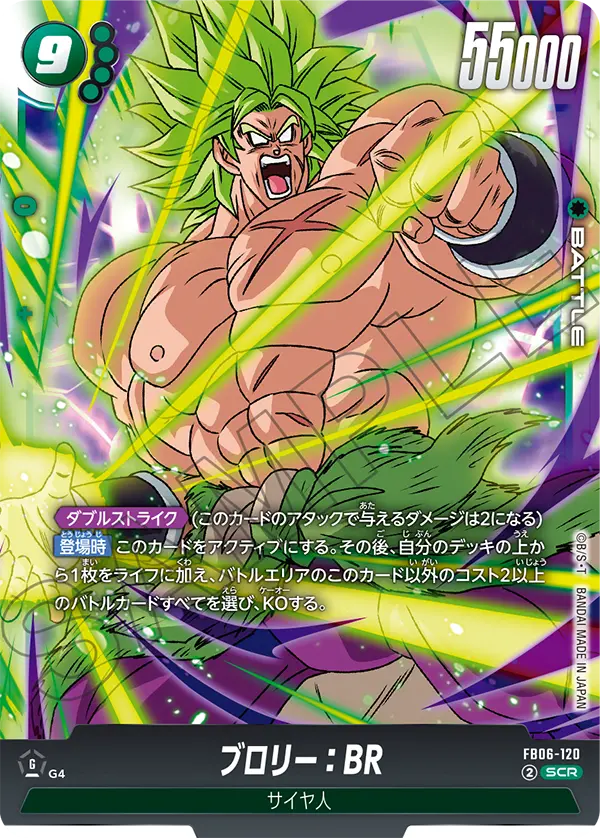 9
55000
0
+
BATTLE
SAMPLE
ダブルストライク (このカードのアタックで与えるダメージは2になる)
登場時 このカードをアクティブにする。その後、自分のデッキの上か
ら1枚をライフに加え、バトルエリアのこのカード以外のコスト2以上
のバトルカードすべてを選び、KOする。
©B/S・T BANDAI MADE IN JAPAN
G
G4
ブロリー:BR
FB06-120
2 SCR
サイヤ人